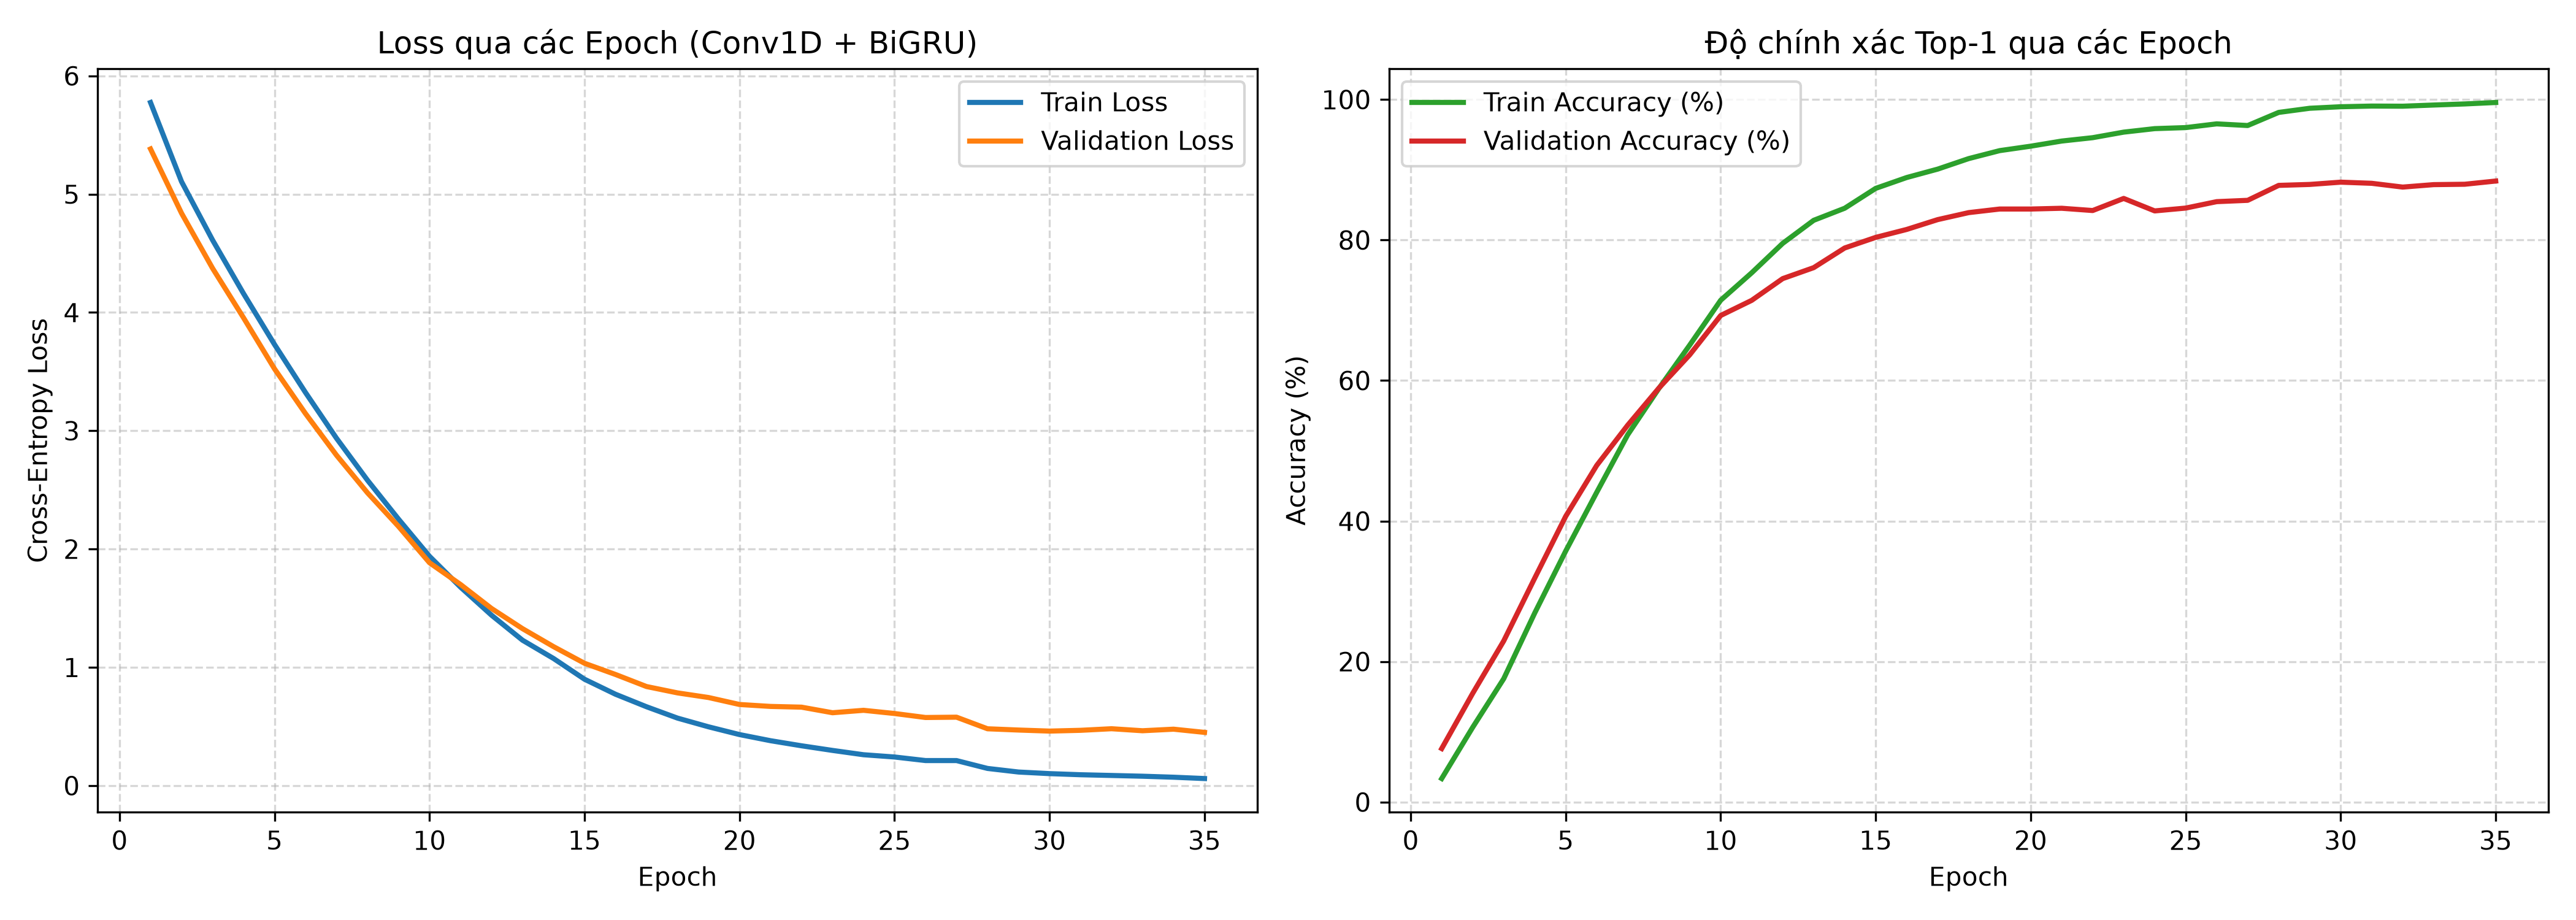 Loss qua các Epoch (Conv1D + BiGRU)
6
5
4
3
2
1
0
Cross-Entropy Loss
Train Loss
Validation Loss
0 5 10 15 20 25 30 35
Epoch
Độ chính xác Top-1 qua các Epoch
100
80
60
40
20
0
Accuracy (%)
Train Accuracy (%)
Validation Accuracy (%)
0 5 10 15 20 25 30 35
Epoch